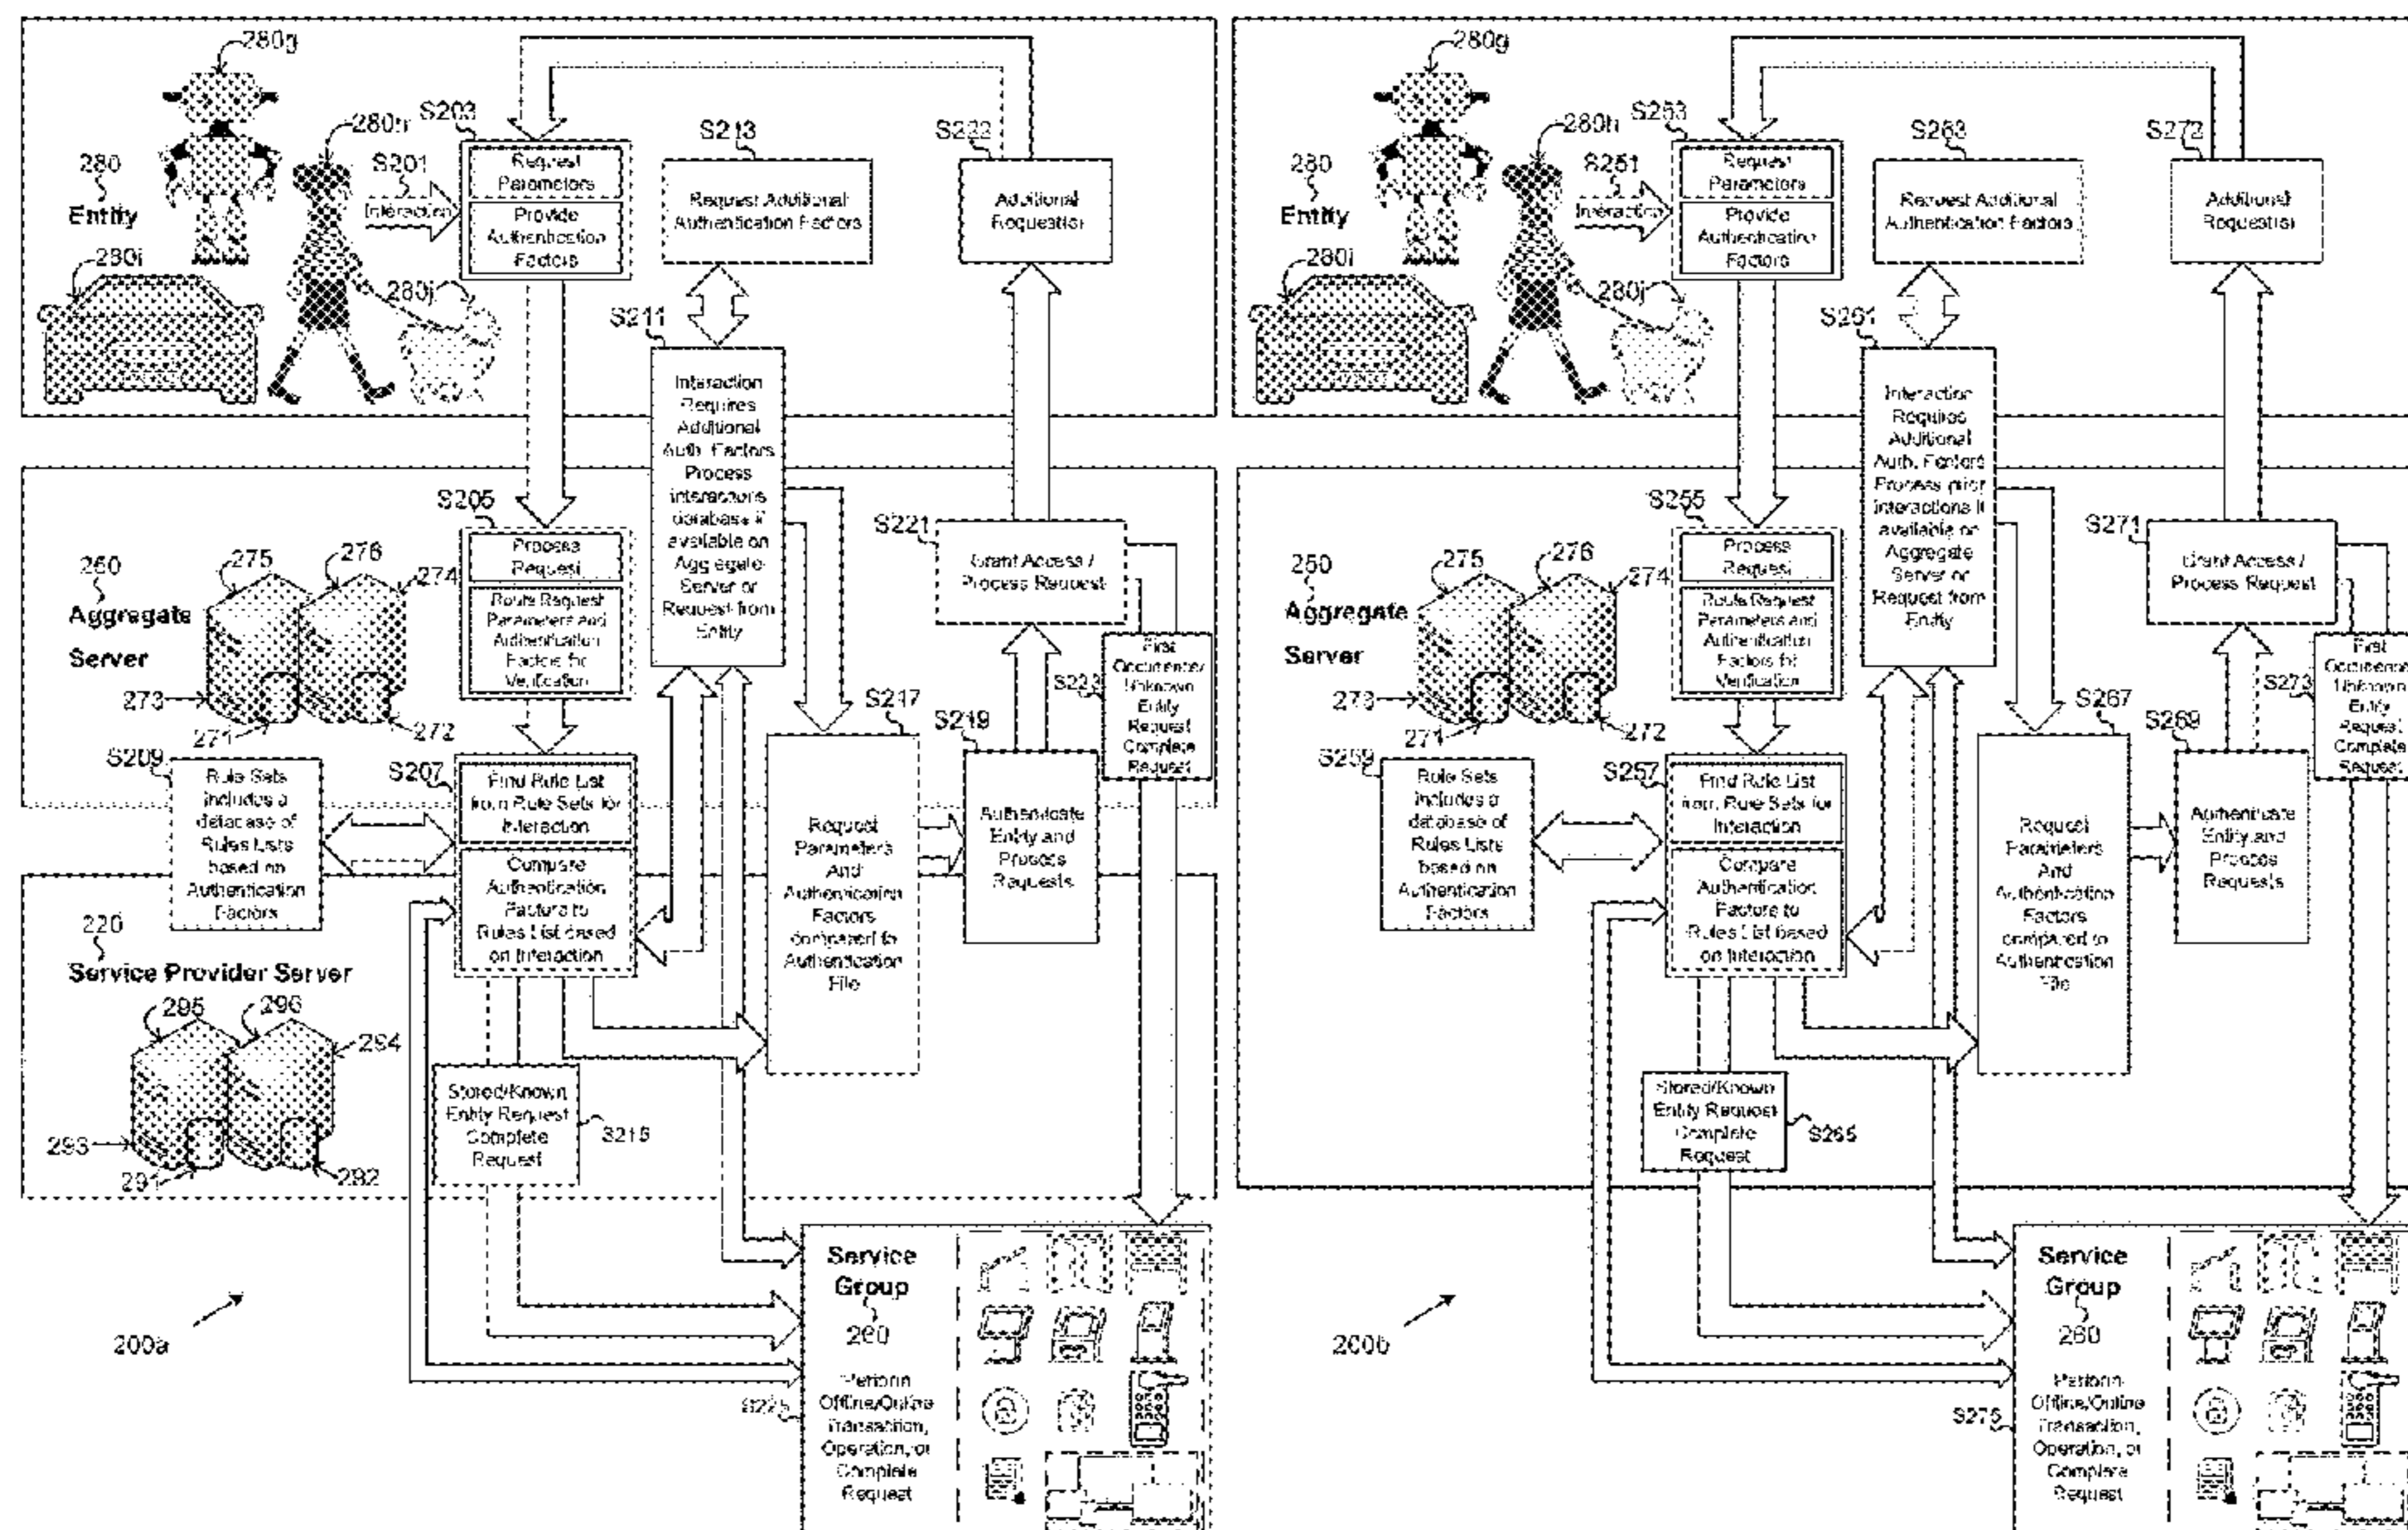 280g
280h
S203
S201
Interaction
280
Entity
280i
280j
Request
Parameters
Provide
Authentication
Factors
S213
Request Additional
Authentication Factors
S222
Additional
Request(s)
S211
Interaction
Requires
Additional
Auth. Factors
Process
interactions
database if
available on
Aggregate
Server or
Request from
Entity
Aggregate
Server
275
276
274
273
271
272
S205
Process
Request
Route Request
Parameters and
Authentication
Factors for
Verification
S221
Grant Access /
Process Request
S223
First
Unknown
Entity
Request
Complete
Request
S209
Rule Sets
includes a
database of
Rules Lists
based on
Authentication
Factors
S207
Find Rule List
from Rule Sets for
Interaction
Compare
Authentication
Factors to
Rules List based
on Interaction
S217
Request
Parameters
And
Authentication
Factors
compared to
Authentication
File
S219
Authenticate
Entity and
Process
Requests
220
Service Provider Server
295
296
294
293
291
292
Stored/Known
Entity Request
Complete
Request
S215
200a
Service
Group
260
S225
Perform
Offline/Online
Transaction,
Operation, or
Complete
Request
280g
280h
S253
S251
Interaction
280
Entity
280i
280j
Request
Parameters
Provide
Authentication
Factors
S263
Request Additional
Authentication Factors
S272
Additional
Request(s)
S261
Interaction
Requires
Additional
Auth. Factors
Process prior
interactions if
available on
Aggregate
Server or
Request from
Entity
250
Aggregate
Server
275
276
274
273
271
272
S255
Process
Request
Route Request
Parameters and
Authentication
Factors for
Verification
S271
Grant Access /
Process Request
S273
First
Unknown
Entity
Request
Complete
Request
S259
Rule Sets
includes a
database of
Rules Lists
based on
Authentication
Factors
S257
Find Rule List
from Rule Sets for
Interaction
Compare
Authentication
Factors to
Rules List based
on Interaction
S267
Request
Parameters
And
Authentication
Factors
compared to
Authentication
File
S269
Authenticate
Entity and
Process
Requests
Stored/Known
Entity Request
Complete
Request
S265
200b
Service
Group
260
S275
Perform
Offline/Online
Transaction,
Operation, or
Complete
Request